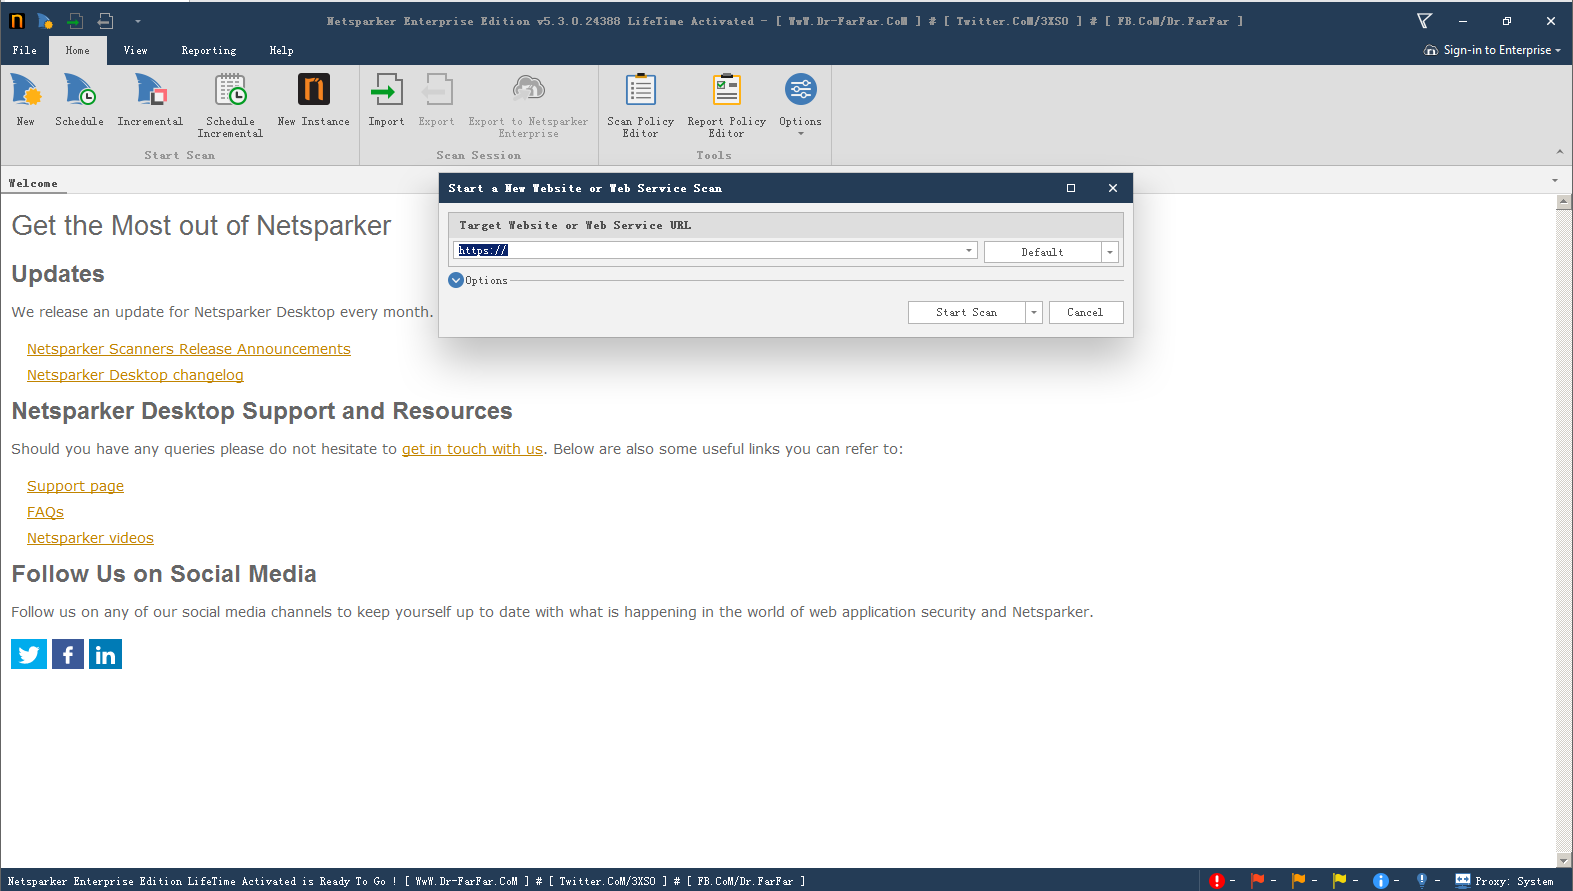 Netsparker Enterprise Edition v5.3.0.24388 LifeTime Activated - [ WwW.Dr-FarFar.CoM ] # [ Twitter.CoM/3XSO ] # [ FB.CoM/Dr.FarFar ]
File Home View Reporting Help
Sign-in to Enterprise
New Schedule Incremental Schedule Incremental New Instance Import Export Export to Netsparker Enterprise Scan Policy Editor Report Policy Editor Options
Start Scan Scan Session Tools
Welcome
Start a New Website or Web Service Scan
Target Website or Web Service URL
https://
Default
Options
Start Scan Cancel
Get the Most out of Netsparker
Updates
We release an update for Netsparker Desktop every month.
Netsparker Scanners Release Announcements
Netsparker Desktop changelog
Netsparker Desktop Support and Resources
Should you have any queries please do not hesitate to get in touch with us. Below are also some useful links you can refer to:
Support page
FAQs
Netsparker videos
Follow Us on Social Media
Follow us on any of our social media channels to keep yourself up to date with what is happening in the world of web application security and Netsparker.
Netsparker Enterprise Edition LifeTime Activated is Ready To Go ! [ WwW.Dr-FarFar.CoM ] # [ Twitter.CoM/3XSO ] # [ FB.CoM/Dr.FarFar ]
- - - - - - Proxy: System